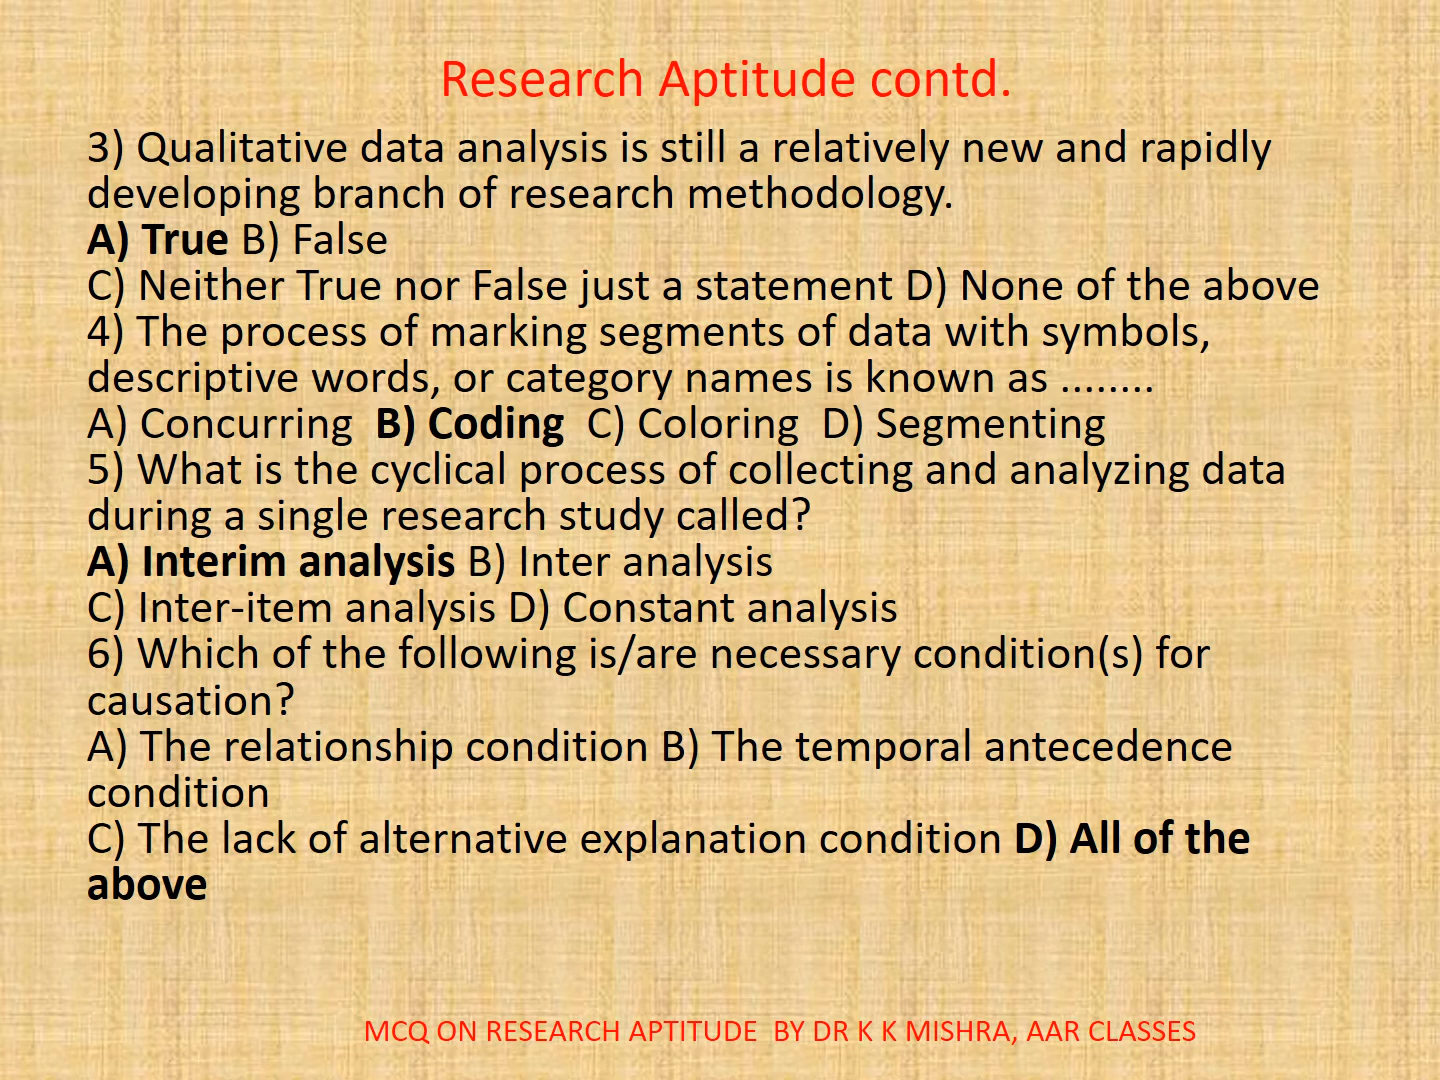 Research Aptitude contd.
3) Qualitative data analysis is still a relatively new and rapidly
developing branch of research methodology.
A) True B) False
C) Neither True nor False just a statement D) None of the above
4) The process of marking segments of data with symbols,
descriptive words, or category names is known as ........
A) Concurring  B) Coding  C) Coloring  D) Segmenting
5) What is the cyclical process of collecting and analyzing data
during a single research study called?
A) Interim analysis B) Inter analysis
C) Inter-item analysis D) Constant analysis
6) Which of the following is/are necessary condition(s) for
causation?
A) The relationship condition B) The temporal antecedence
condition
C) The lack of alternative explanation condition D) All of the
above
MCQ ON RESEARCH APTITUDE  BY DR K K MISHRA, AAR CLASSES